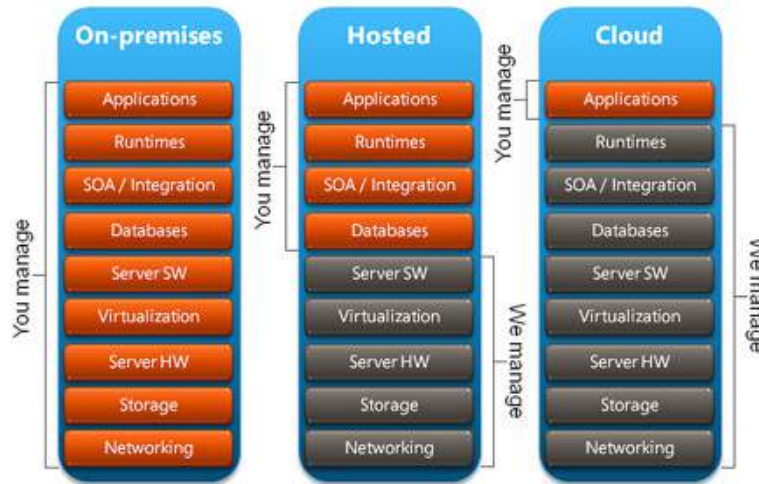 On-premises
You manage
Applications
Runtimes
SOA / Integration
Databases
Server SW
Virtualization
Server HW
Storage
Networking
Hosted
You manage
Applications
Runtimes
SOA / Integration
Databases
Server SW
Virtualization
Server HW
Storage
Networking
We manage
Cloud
You manage
Applications
Runtimes
SOA / Integration
Databases
Server SW
Virtualization
Server HW
Storage
Networking
We manage